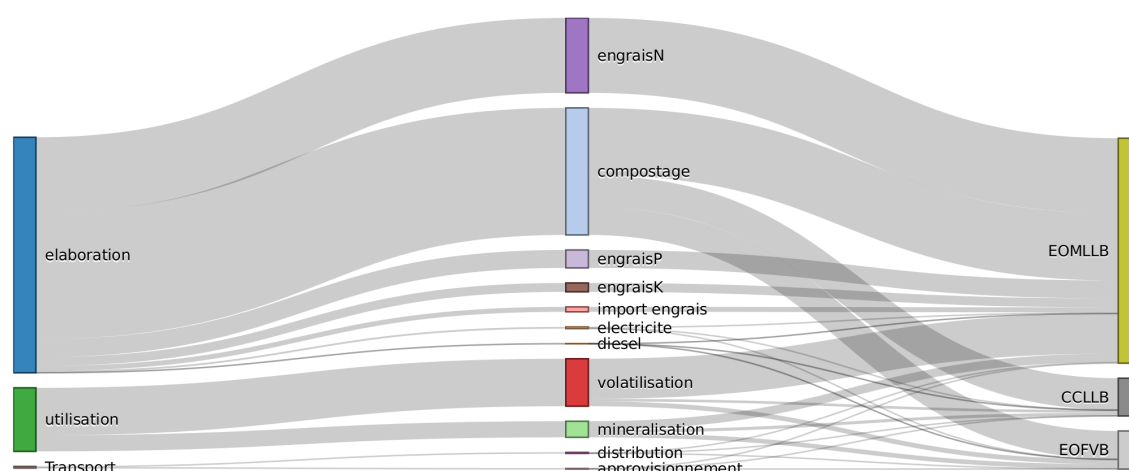 engraisN
compostage
elaboration
EOMLLB
engraisP
engraisK
import engrais
electricite
diesel
volatilisation
CCLLB
utilisation
mineralisation
EOFVB
distribution
Transport
approvisionnement